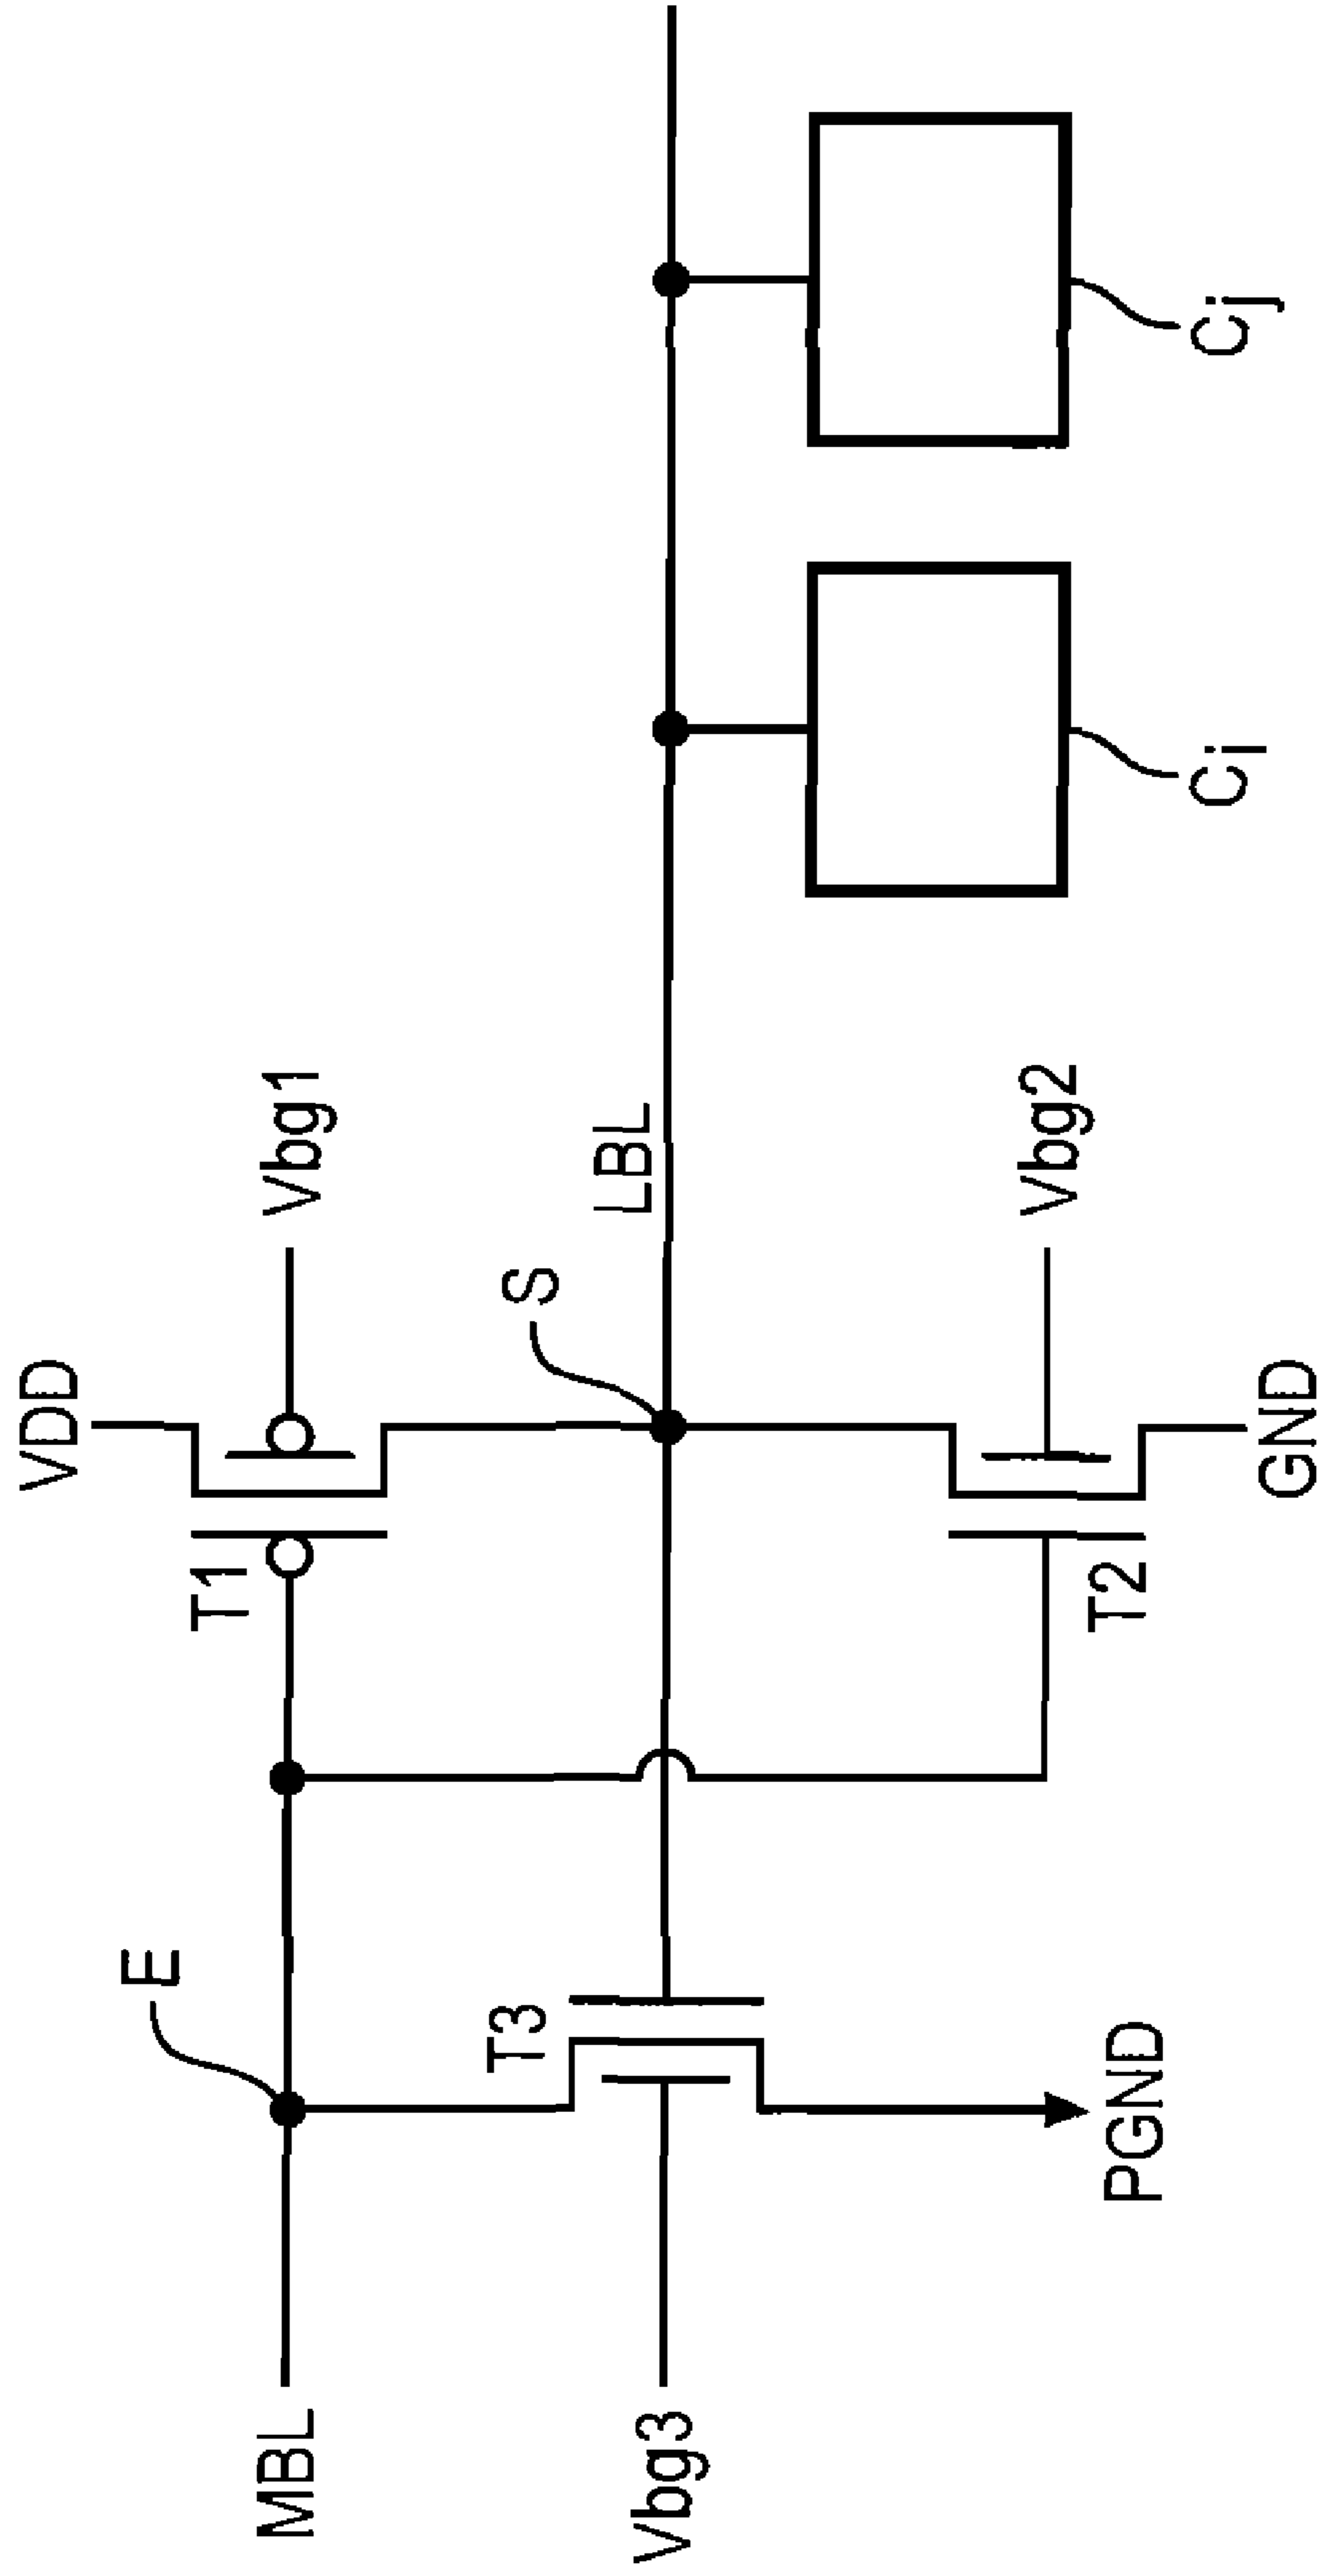 VDD
E
T1
MBL
Vbg1
T3
S
LBL
Vbg3
Vbg2
T2
PGND
Ci
Cj
GND